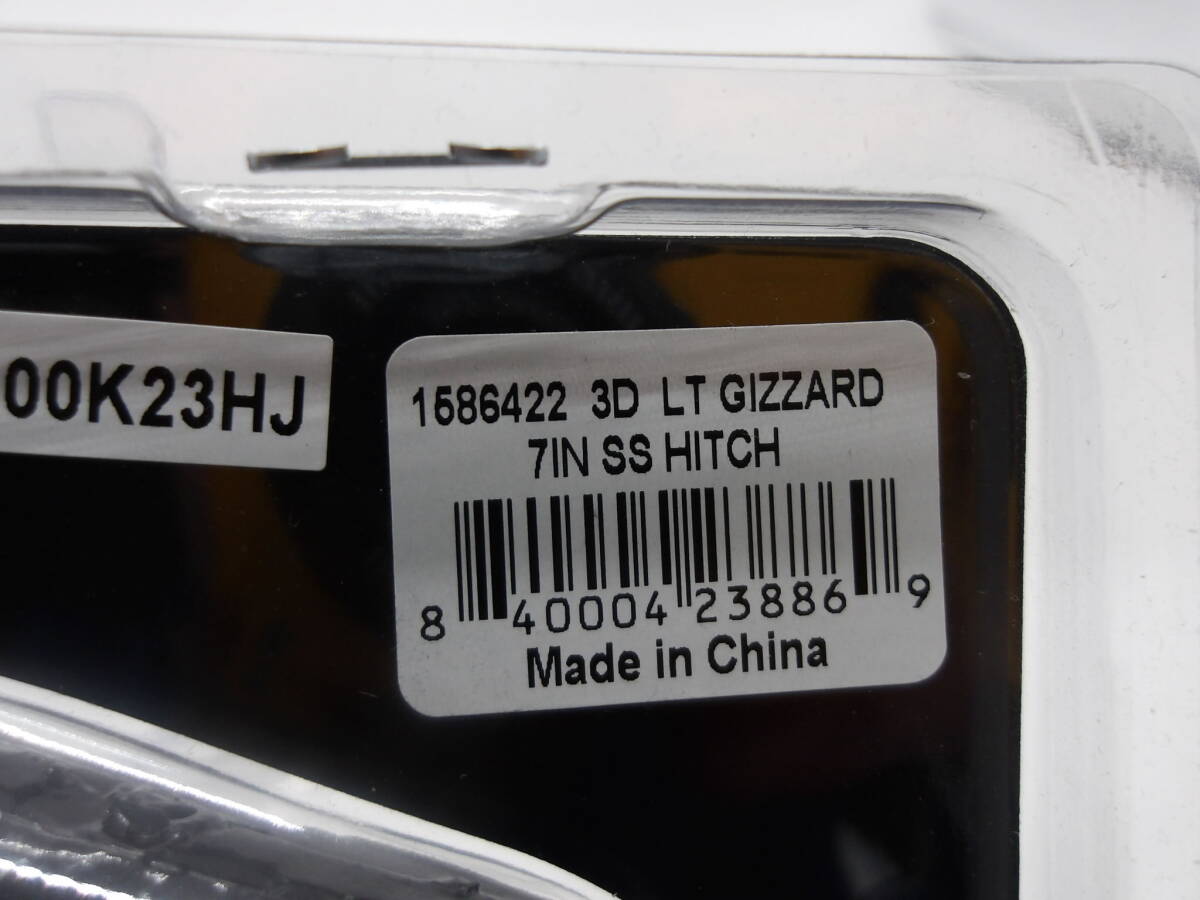 00K23HJ
1586422 3D LT GIZZARD
7IN SS HITCH
8 40004 23886 9
Made in China